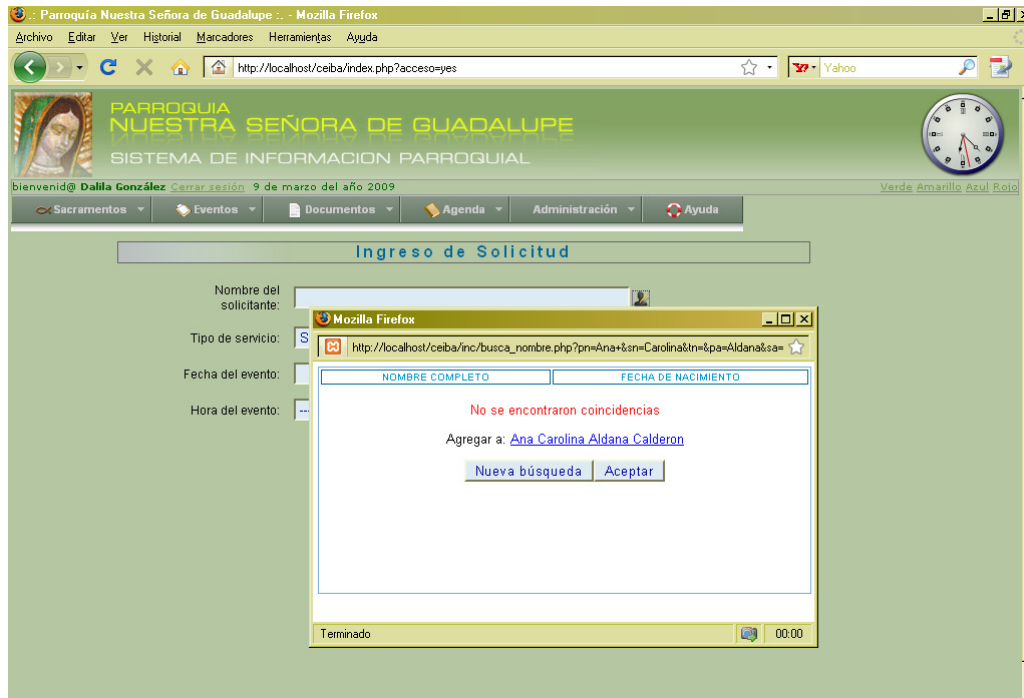 .: Parroquía Nuestra Señora de Guadalupe :. - Mozilla Firefox
Archivo Editar Ver Historial Marcadores Herramientas Ayuda
http://localhost/ceiba/index.php?acceso=yes
Yahoo
PARROQUIA
NUESTRA SEÑORA DE GUADALUPE
SISTEMA DE INFORMACION PARROQUIAL
bienvenid@ Dalila González Cerrar sesión 9 de marzo del año 2009 Verde Amarillo Azul Rojo
Sacramentos Eventos Documentos Agenda Administración Ayuda
Ingreso de Solicitud
Nombre del
solicitante:
Tipo de servicio: S
Fecha del evento:
Hora del evento: --
Mozilla Firefox
http://localhost/ceiba/inc/busca_nombre.php?pn=Ana+&sn=Carolina&tn=&pa=Aldana&sa=
NOMBRE COMPLETO FECHA DE NACIMIENTO
No se encontraron coincidencias
Agregar a: Ana Carolina Aldana Calderon
Nueva búsqueda Aceptar
Terminado 00:00